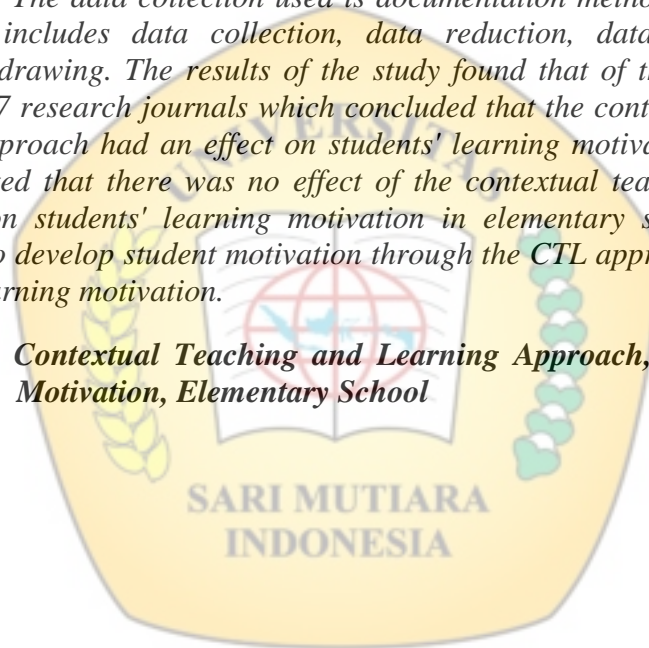 The data collection used is documentation metho
includes data collection, data reduction, data
drawing. The results of the study found that of th
7 research journals which concluded that the cont
proach had an effect on students' learning motiva
ed that there was no effect of the contextual tea
on students' learning motivation in elementary s
o develop student motivation through the CTL appr
arning motivation.
Contextual Teaching and Learning Approach,
Motivation, Elementary School
UNIVERSITAS
SARI MUTIARA
INDONESIA